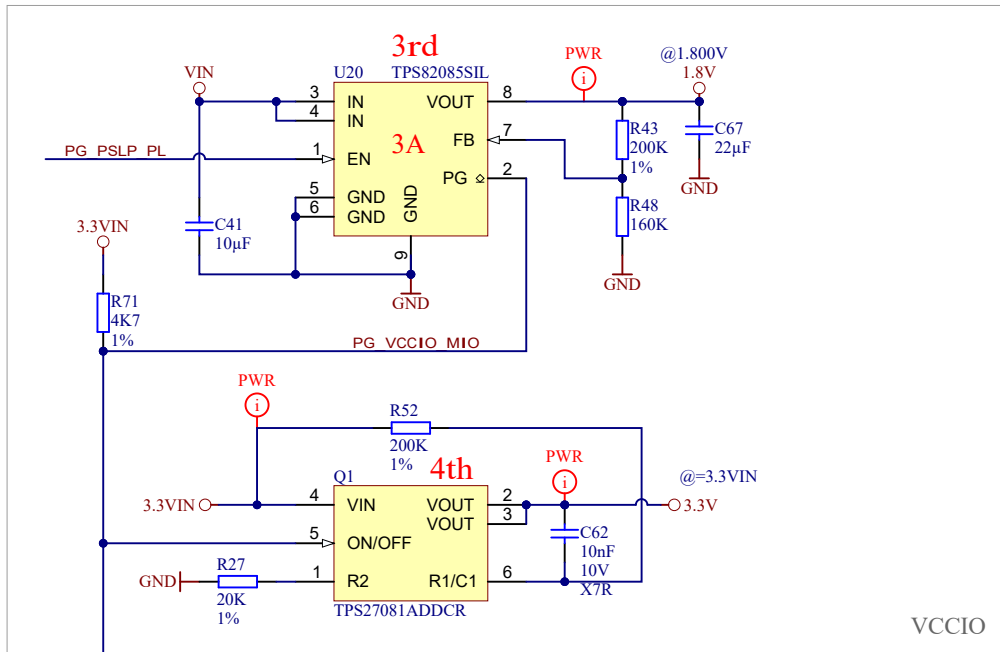 3rd
PWR
@1.800V
VIN
U20
TPS82085SIL
1.8V
3
IN
VOUT
8
4
IN
R43
200K
1%
C67
22µF
3A
FB
7
PG_PSLP_PL
1
EN
PG
2
GND
5
GND
6
GND
GND
R48
160K
C41
10µF
3.3VIN
9
GND
GND
R71
4K7
1%
PG_VCCIO_MIO
PWR
R52
200K
1%
4th
PWR
Q1
@=3.3VIN
3.3VIN
4
VIN
VOUT
2
3.3V
VOUT
3
5
ON/OFF
C62
10nF
10V
X7R
R27
GND
1
R2
R1/C1
6
20K
1%
TPS27081ADDCR
VCCIO